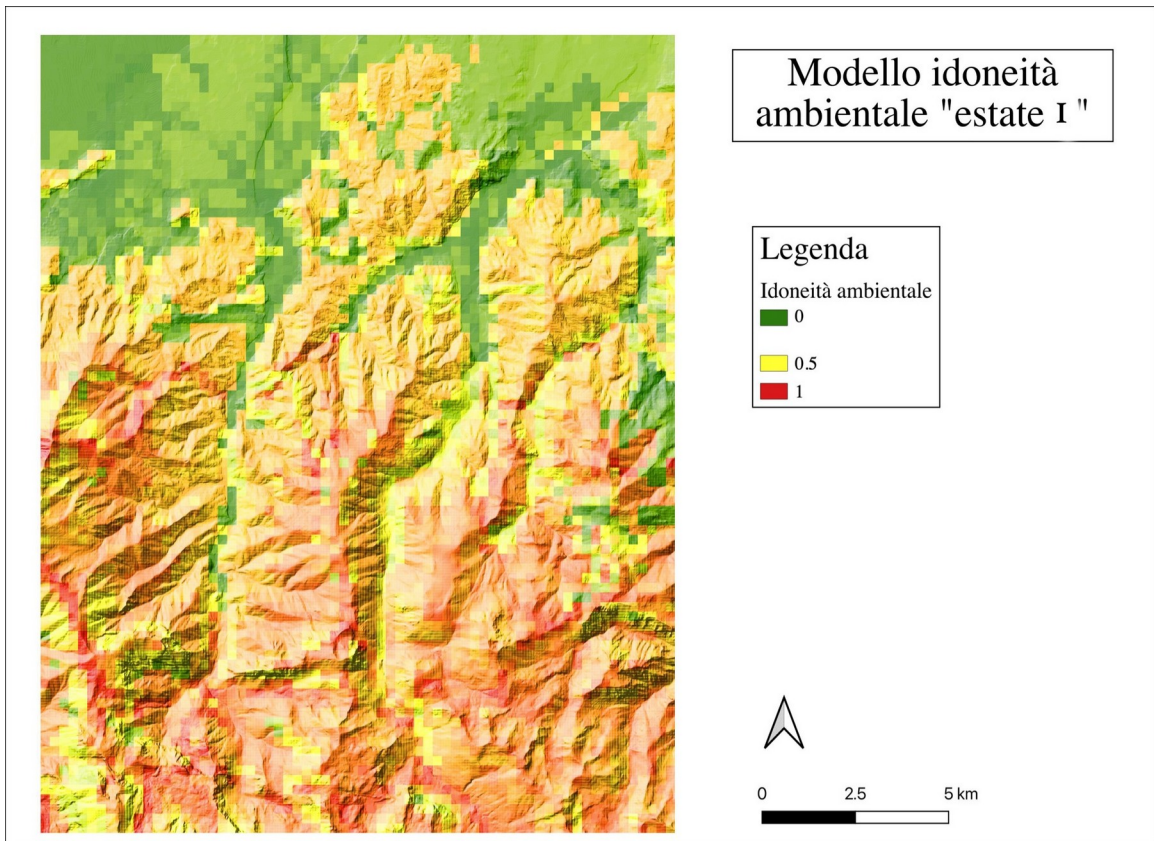 Modello idoneità
ambientale "estate I "
Legenda
Idoneità ambientale
0
0.5
1
0 2.5 5 km